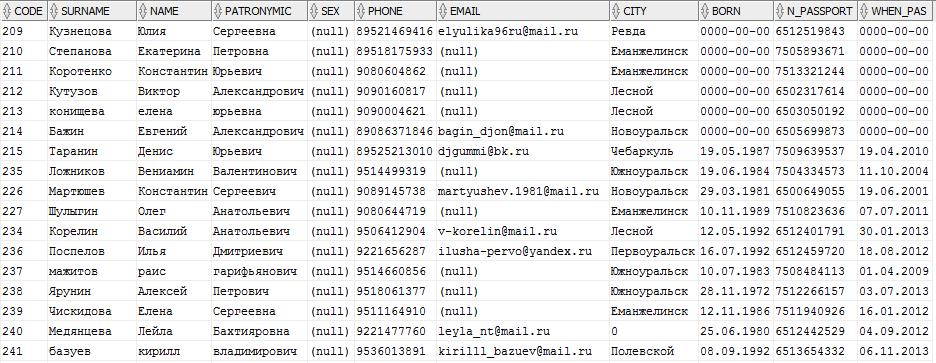 CODE SURNAME NAME PATRONYMIC SEX PHONE EMAIL CITY BORN N_PASSPORT WHEN_PAS
209 Кузнецова Юлия Сергеевна (null) 89521469416 elyulika96ru@mail.ru Ревда 0000-00-00 6512519843 0000-00-00
210 Степанова Екатерина Петровна (null) 89518175933 (null) Еманжелинск 0000-00-00 7505893671 0000-00-00
211 Коротенко Константин Юрьевич (null) 9080604862 (null) Еманжелинск 0000-00-00 7513321244 0000-00-00
212 Кутузов Виктор Александрович (null) 9090160817 (null) Лесной 0000-00-00 6502317614 0000-00-00
213 конищева елена юрьевна (null) 9090004621 (null) Лесной 0000-00-00 6503050192 0000-00-00
214 Бажин Евгений Александрович (null) 89086371846 bagin_djon@mail.ru Новоуральск 0000-00-00 6505699873 0000-00-00
215 Таранин Денис Юрьевич (null) 89525213010 djgummi@bk.ru Чебаркуль 19.05.1987 7509639537 19.04.2010
235 Ложников Вениамин Валентинович (null) 9514499319 (null) Южноуральск 19.06.1984 7504334573 11.10.2004
226 Мартюшев Константин Сергеевич (null) 9089145738 martyushev.1981@mail.ru Новоуральск 29.03.1981 6500649055 19.06.2001
227 Шулыгин Олег Анатольевич (null) 9080644719 (null) Еманжелинск 10.11.1989 7510823636 07.07.2011
234 Корелин Василий Анатольевич (null) 9506412904 v-korelin@mail.ru Лесной 12.05.1992 6512401791 30.01.2013
236 Поспелов Илья Дмитриевич (null) 9221656287 ilusha-pervo@yandex.ru Первоуральск 16.07.1992 6512459720 18.08.2012
237 мажитов раис гарифьянович (null) 9514660856 (null) Южноуральск 10.07.1983 7508484113 01.04.2009
238 Ярунин Алексей Петрович (null) 9518061377 (null) Южноуральск 28.11.1972 7512266157 03.07.2013
239 Чискидова Елена Сергеевна (null) 9511164910 (null) Еманжелинск 12.11.1986 7511940926 16.01.2012
240 Медянцева Лейла Бахтияровна (null) 9221477760 leyla_nt@mail.ru 0 25.06.1980 6512442529 04.09.2012
241 базуев кирилл владимирович (null) 9536013891 kirilll_bazuev@mail.ru Полевской 08.09.1992 6513654332 06.11.2013